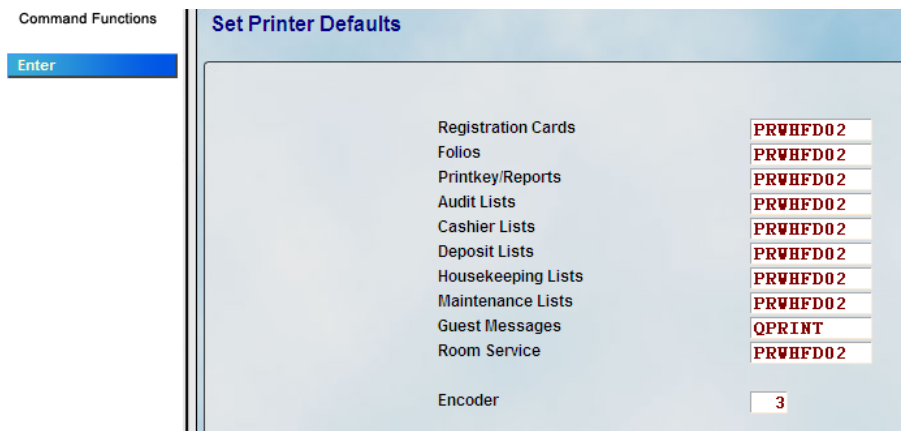 Command Functions
Enter
Set Printer Defaults
Registration Cards PRWHFD02
Folios PRWHFD02
Printkey/Reports PRWHFD02
Audit Lists PRWHFD02
Cashier Lists PRWHFD02
Deposit Lists PRWHFD02
Housekeeping Lists PRWHFD02
Maintenance Lists PRWHFD02
Guest Messages QPRINT
Room Service PRWHFD02
Encoder 3